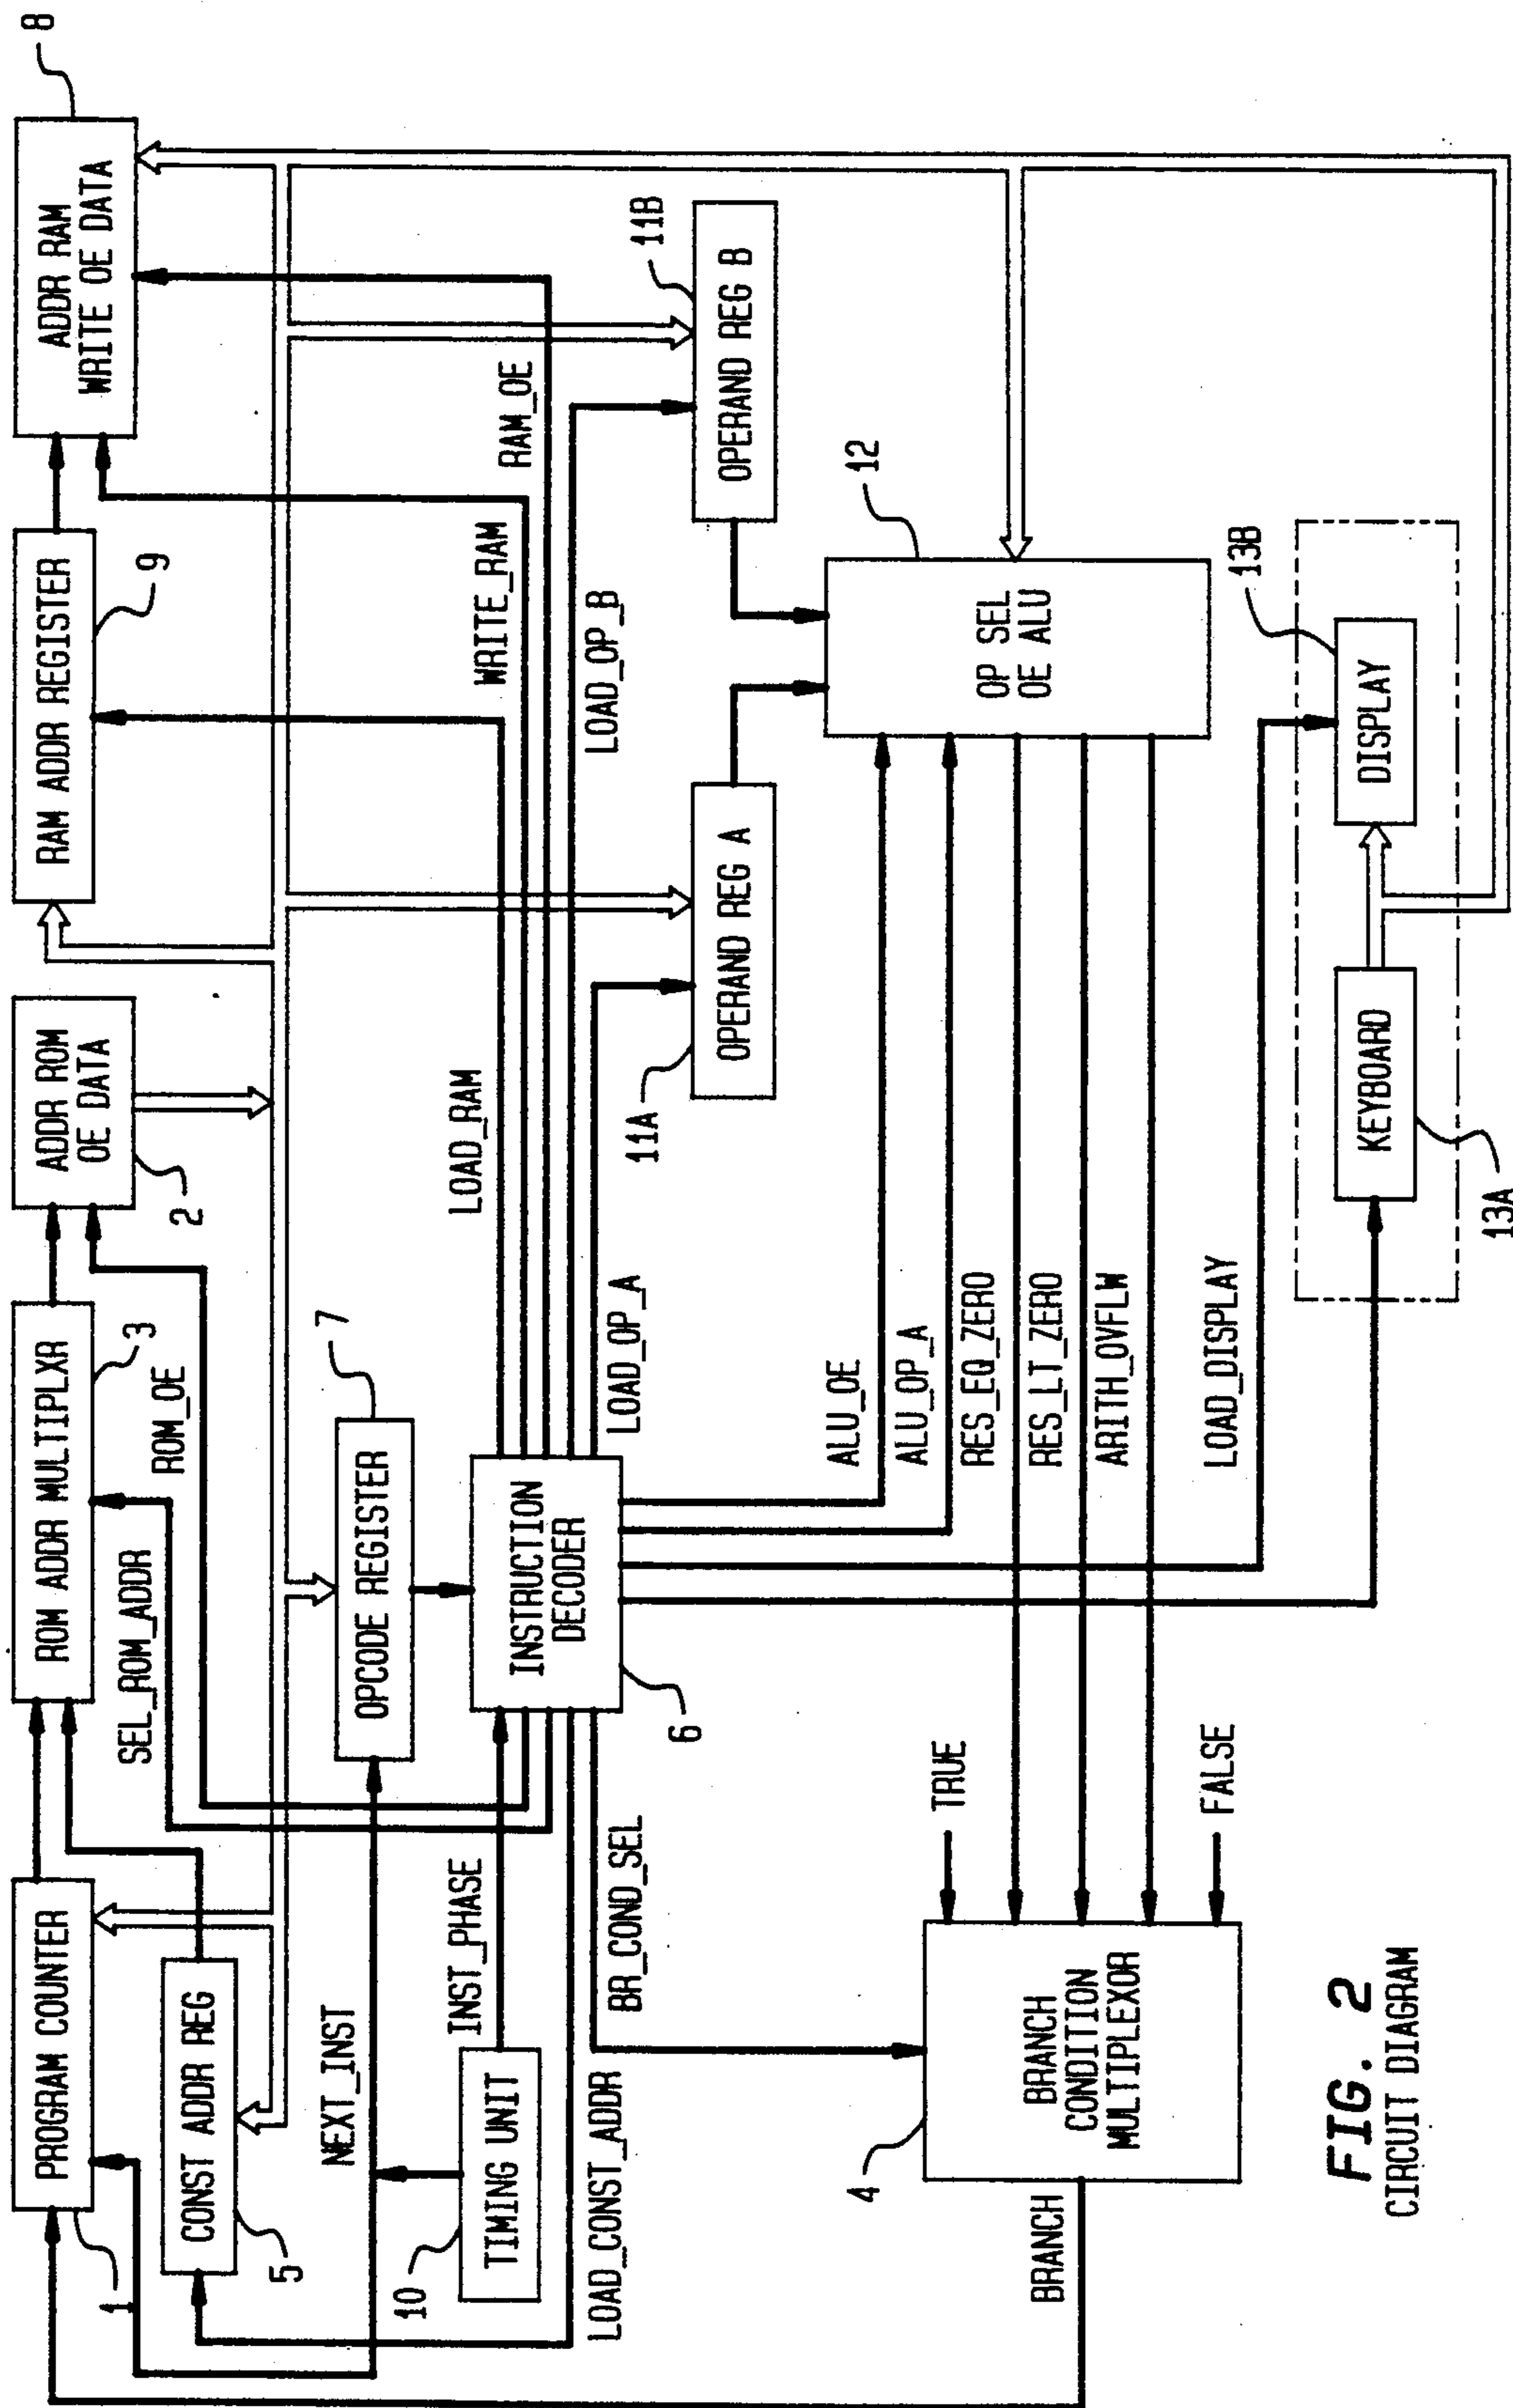 PROGRAM COUNTER
1
CONST ADDR REG
5
ROM ADDR MULTIPLXR
3
SEL_ROM_ADDR
ROM_OE
ADDR ROM
OE DATA
2
RAM ADDR REGISTER
9
ADDR RAM
WRITE OE DATA
8
OPCODE REGISTER
7
NEXT_INST
TIMING UNIT
10
INST_PHASE
INSTRUCTION
DECODER
6
LOAD_CONST_ADDR
BR_COND_SEL
LOAD_RAM
WRITE_RAM
RAM_OE
LOAD_OP_B
LOAD_OP_A
OPERAND REG A
11A
OPERAND REG B
11B
OP SEL
OE ALU
12
ALU_OE
ALU_OP_A
RES_EQ_ZERO
RES_LT_ZERO
ARITH_OVFLW
LOAD_DISPLAY
TRUE
FALSE
BRANCH
CONDITION
MULTIPLEXOR
4
BRANCH
KEYBOARD
13A
DISPLAY
13B
FIG. 2
CIRCUIT DIAGRAM